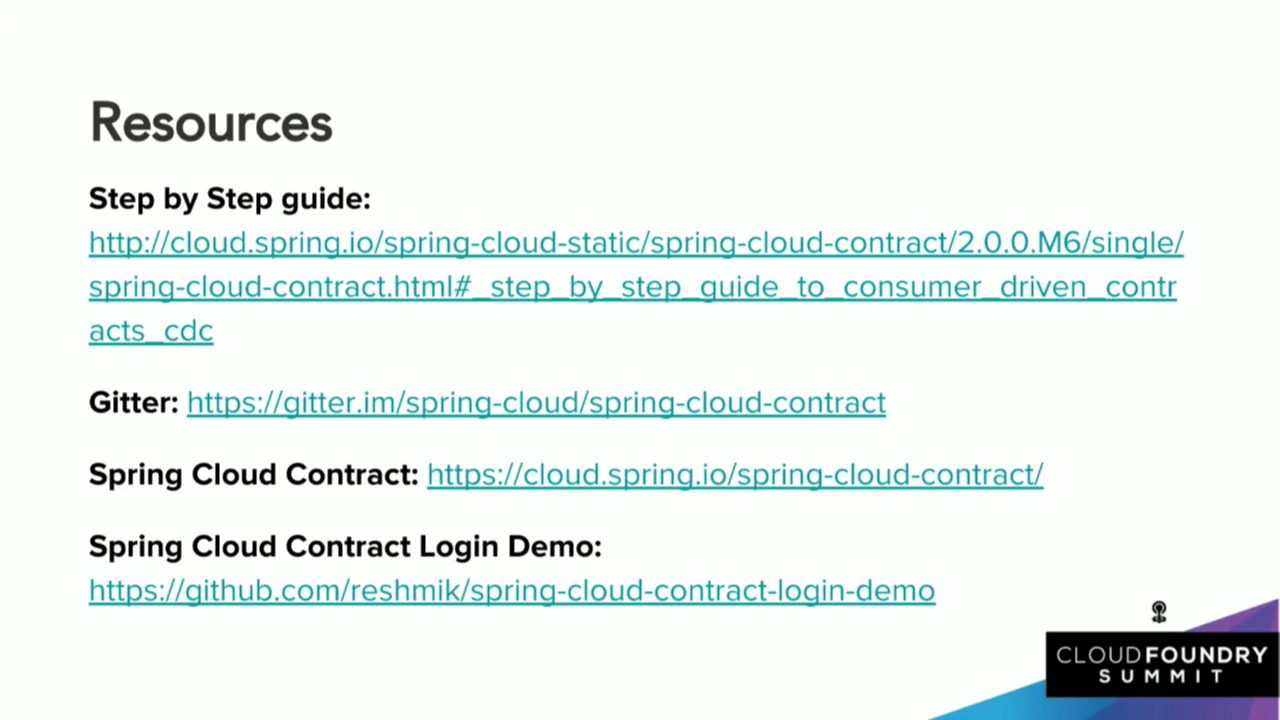 Resources
Step by Step guide:
http://cloud.spring.io/spring-cloud-static/spring-cloud-contract/2.0.0.M6/single/
spring-cloud-contract.html#_step_by_step_guide_to_consumer_driven_contr
acts_cdc
Gitter: https://gitter.im/spring-cloud/spring-cloud-contract
Spring Cloud Contract: https://cloud.spring.io/spring-cloud-contract/
Spring Cloud Contract Login Demo:
https://github.com/reshmik/spring-cloud-contract-login-demo
CLOUDFOUNDRY
SUMMIT